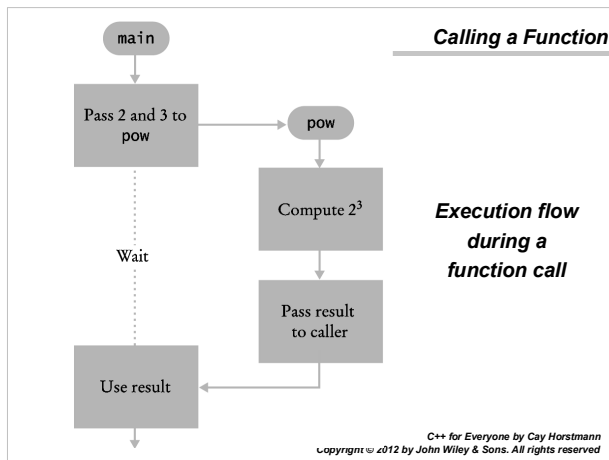 main
Calling a Function
Pass 2 and 3 to
pow
pow
Compute 2³
Execution flow
during a
function call
Wait
Pass result
to caller
Use result
C++ for Everyone by Cay Horstmann
Copyright © 2012 by John Wiley & Sons. All rights reserved